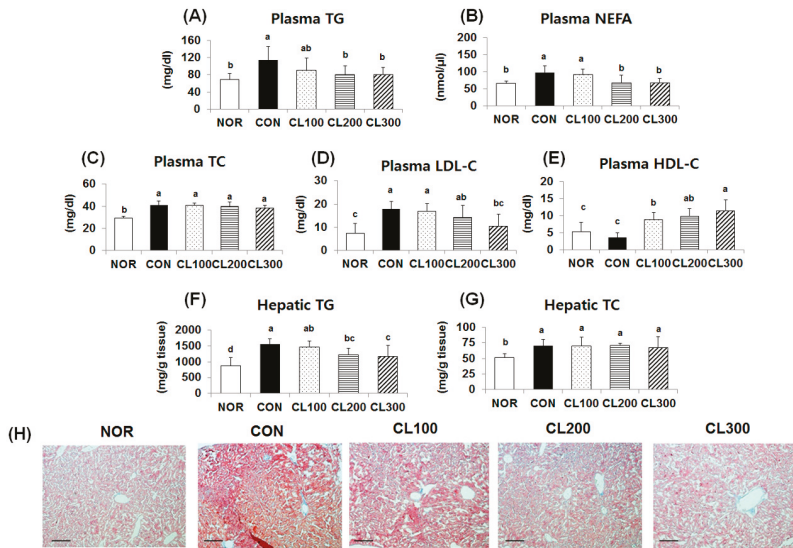 (A) Plasma TG
(mg/dl)
160
120
80
40
0
b a ab b b
NOR CON CL100 CL200 CL300
(B) Plasma NEFA
(nmol/µl)
150
100
50
0
b a a b b
NOR CON CL100 CL200 CL300
(C) Plasma TC
(mg/dl)
60
40
20
0
b a a a a
NOR CON CL100 CL200 CL300
(D) Plasma LDL-C
(mg/dl)
30
20
10
0
c a a ab bc
NOR CON CL100 CL200 CL300
(E) Plasma HDL-C
(mg/dl)
20
15
10
5
0
c c b ab a
NOR CON CL100 CL200 CL300
(F) Hepatic TG
(mg/g tissue)
2000
1500
1000
500
0
d a ab bc c
NOR CON CL100 CL200 CL300
(G) Hepatic TC
(mg/g tissue)
100
75
50
25
0
b a a a a
NOR CON CL100 CL200 CL300
(H) NOR CON CL100 CL200 CL300